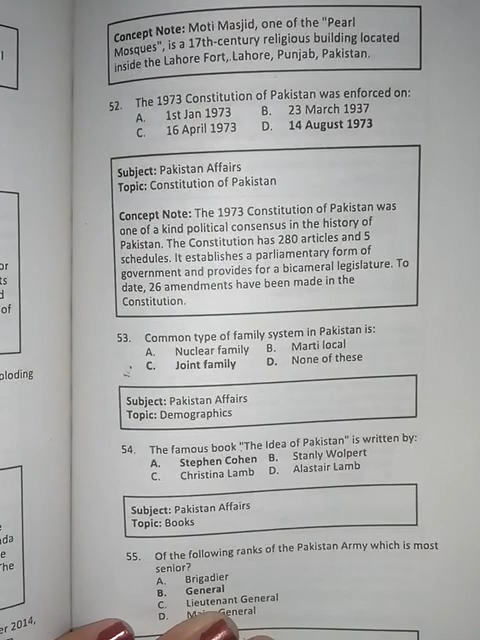 Concept Note: Moti Masjid, one of the "Pearl
Mosques", is a 17th-century religious building located
inside the Lahore Fort,.Lahore, Punjab, Pakistan.
52. The 1973 Constitution of Pakistan was enforced on:
A. 1st Jan 1973 B. 23 March 1937
C. 16 April 1973 D. 14 August 1973
Subject: Pakistan Affairs
Topic: Constitution of Pakistan
Concept Note: The 1973 Constitution of Pakistan was
one of a kind political consensus in the history of
Pakistan. The Constitution has 280 articles and 5
schedules. It establishes a parliamentary form of
government and provides for a bicameral legislature. To
date, 26 amendments have been made in the
Constitution.
53. Common type of family system in Pakistan is:
A. Nuclear family B. Marti local
C. Joint family D. None of these
Subject: Pakistan Affairs
Topic: Demographics
54. The famous book "The Idea of Pakistan" is written by:
A. Stephen Cohen B. Stanly Wolpert
C. Christina Lamb D. Alastair Lamb
Subject: Pakistan Affairs
Topic: Books
55. Of the following ranks of the Pakistan Army which is most
senior?
A. Brigadier
B. General
C. Lieutenant General
D. General
of
ploding
er 2014,